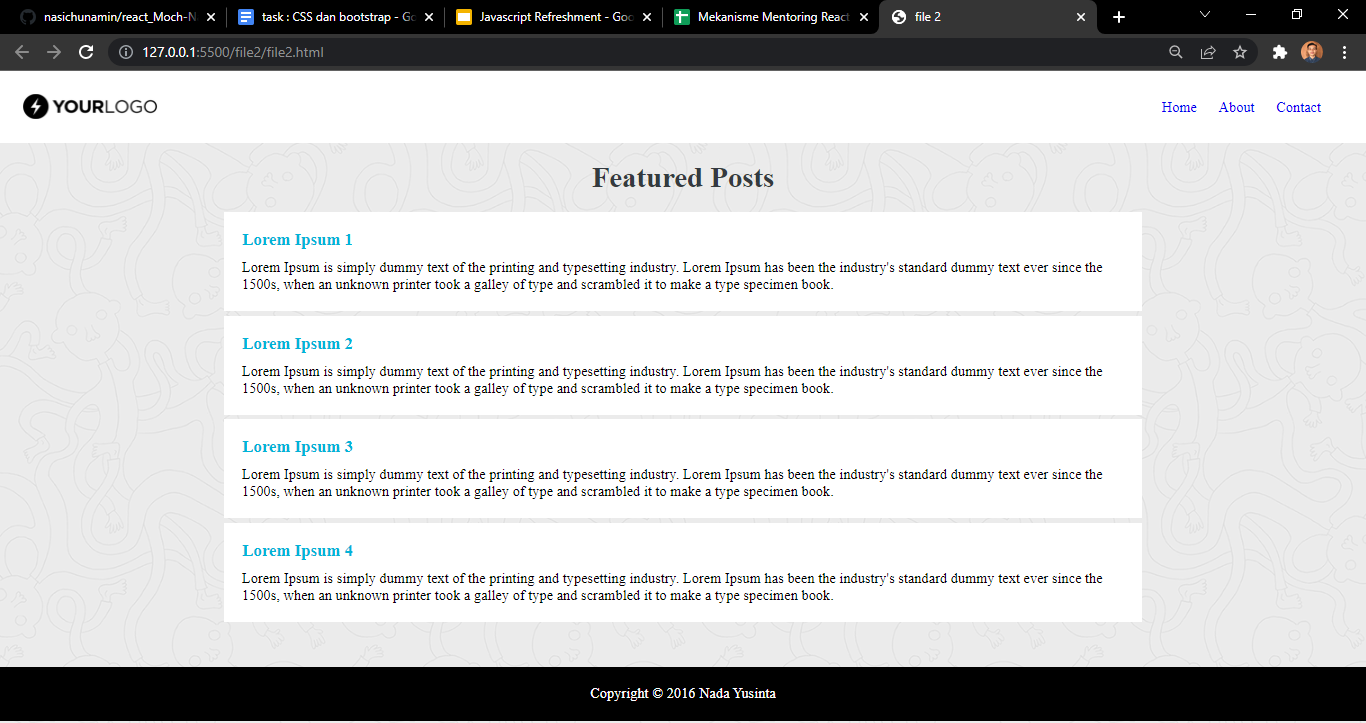 nasichunamin/react_Moch-N
task : CSS dan bootstrap - Go
Javascript Refreshment - Goo
Mekanisme Mentoring React
file 2
127.0.0.1:5500/file2/file2.html
YOURLOGO
Home About Contact
Featured Posts
Lorem Ipsum 1
Lorem Ipsum is simply dummy text of the printing and typesetting industry. Lorem Ipsum has been the industry's standard dummy text ever since the
1500s, when an unknown printer took a galley of type and scrambled it to make a type specimen book.
Lorem Ipsum 2
Lorem Ipsum is simply dummy text of the printing and typesetting industry. Lorem Ipsum has been the industry's standard dummy text ever since the
1500s, when an unknown printer took a galley of type and scrambled it to make a type specimen book.
Lorem Ipsum 3
Lorem Ipsum is simply dummy text of the printing and typesetting industry. Lorem Ipsum has been the industry's standard dummy text ever since the
1500s, when an unknown printer took a galley of type and scrambled it to make a type specimen book.
Lorem Ipsum 4
Lorem Ipsum is simply dummy text of the printing and typesetting industry. Lorem Ipsum has been the industry's standard dummy text ever since the
1500s, when an unknown printer took a galley of type and scrambled it to make a type specimen book.
Copyright © 2016 Nada Yusinta